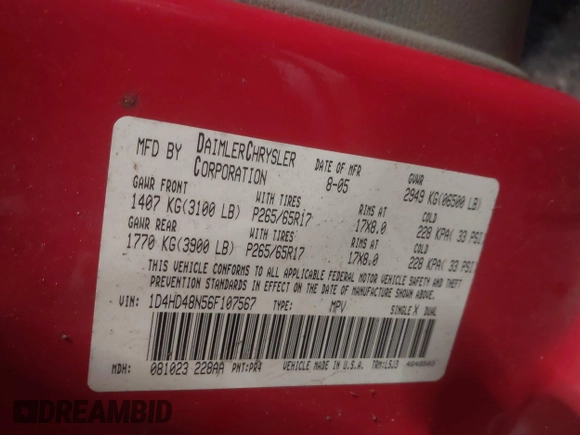 MFD BY DAIMLERCHRYSLER CORPORATION DATE OF MFR 8-05 GVWR 2949 KG(06500 LB)
GAWR FRONT WITH TIRES RIMS AT COLD
1407 KG(3100 LB) P265/65R17 17X8.0 228 KPA( 33 PSI)
GAWR REAR WITH TIRES RIMS AT COLD
1770 KG(3900 LB) P265/65R17 17X8.0 228 KPA( 33 PSI)
THIS VEHICLE CONFORMS TO ALL APPLICABLE FEDERAL MOTOR VEHICLE SAFETY AND THEFT
PREVENTION STANDARDS IN EFFECT ON THE DATE OF MANUFACTURE SHOWN ABOVE.
VIN: 1D4HD48N56F107567 TYPE: MPV SINGLE X DUAL
MDH: 081023 228AA PNT:PR4 VEHICLE MADE IN U.S.A. TRM:L5J3
DREAMBID